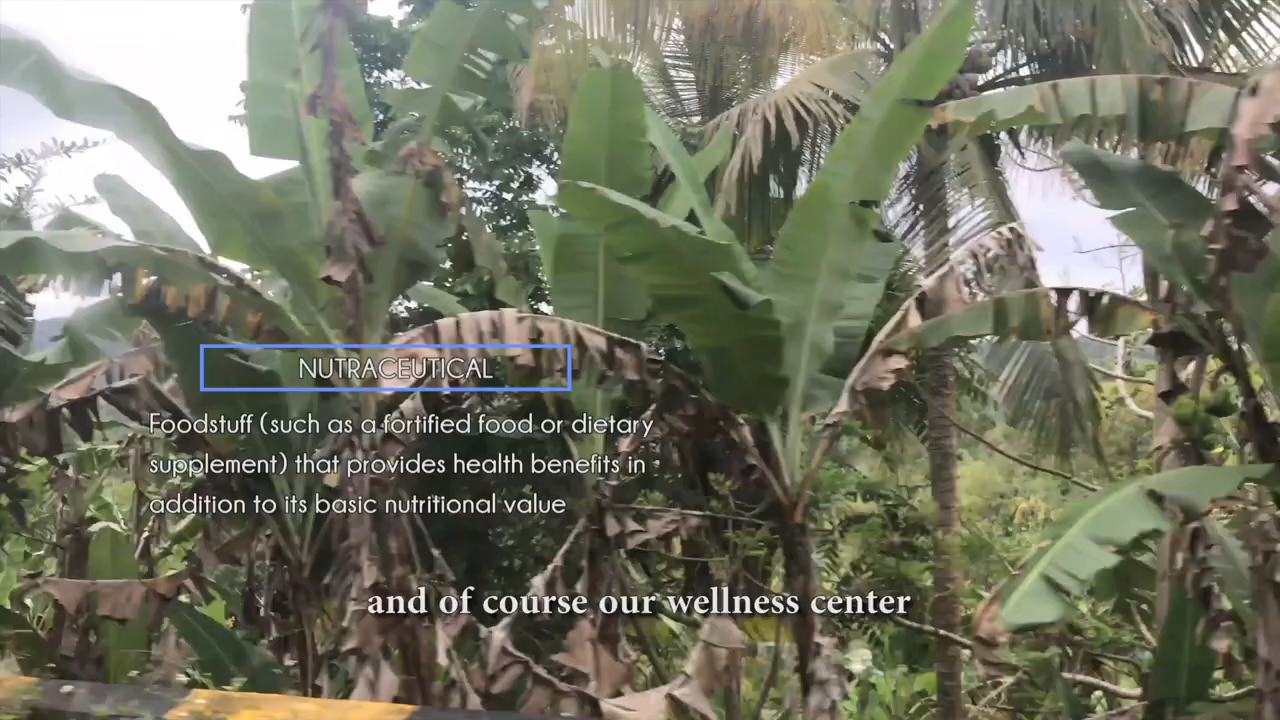 NUTRACEUTICAL
Foodstuff (such as a fortified food or dietary
supplement) that provides health benefits in
addition to its basic nutritional value
and of course our wellness center